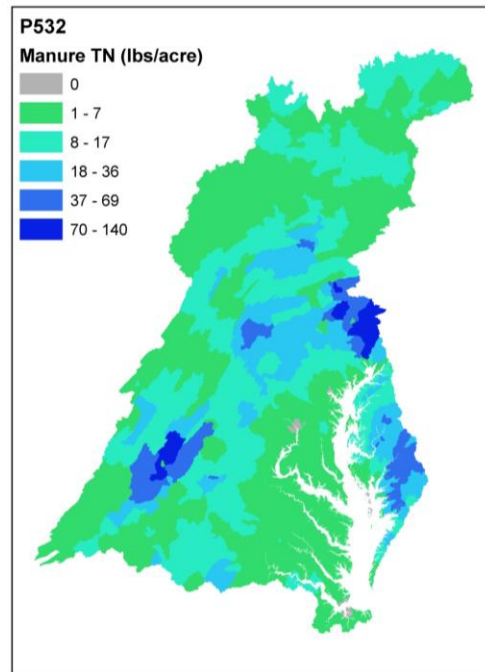 P532
Manure TN (lbs/acre)
0
1 - 7
8 - 17
18 - 36
37 - 69
70 - 140